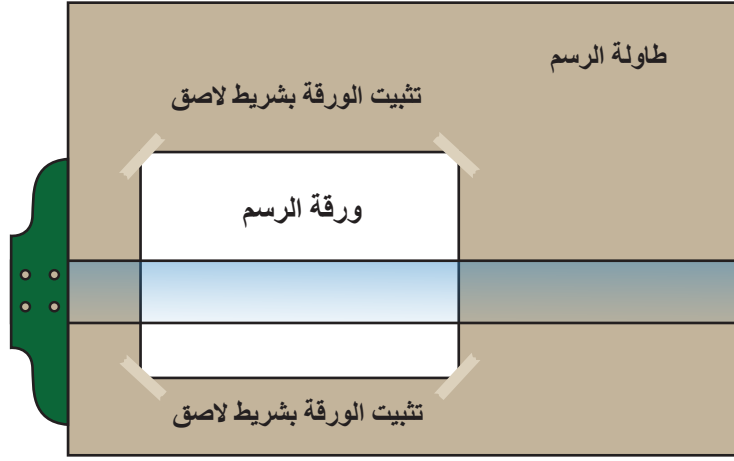 طاولة الرسم
تثبيت الورقة بشريط لاصق
ورقة الرسم
تثبيت الورقة بشريط لاصق